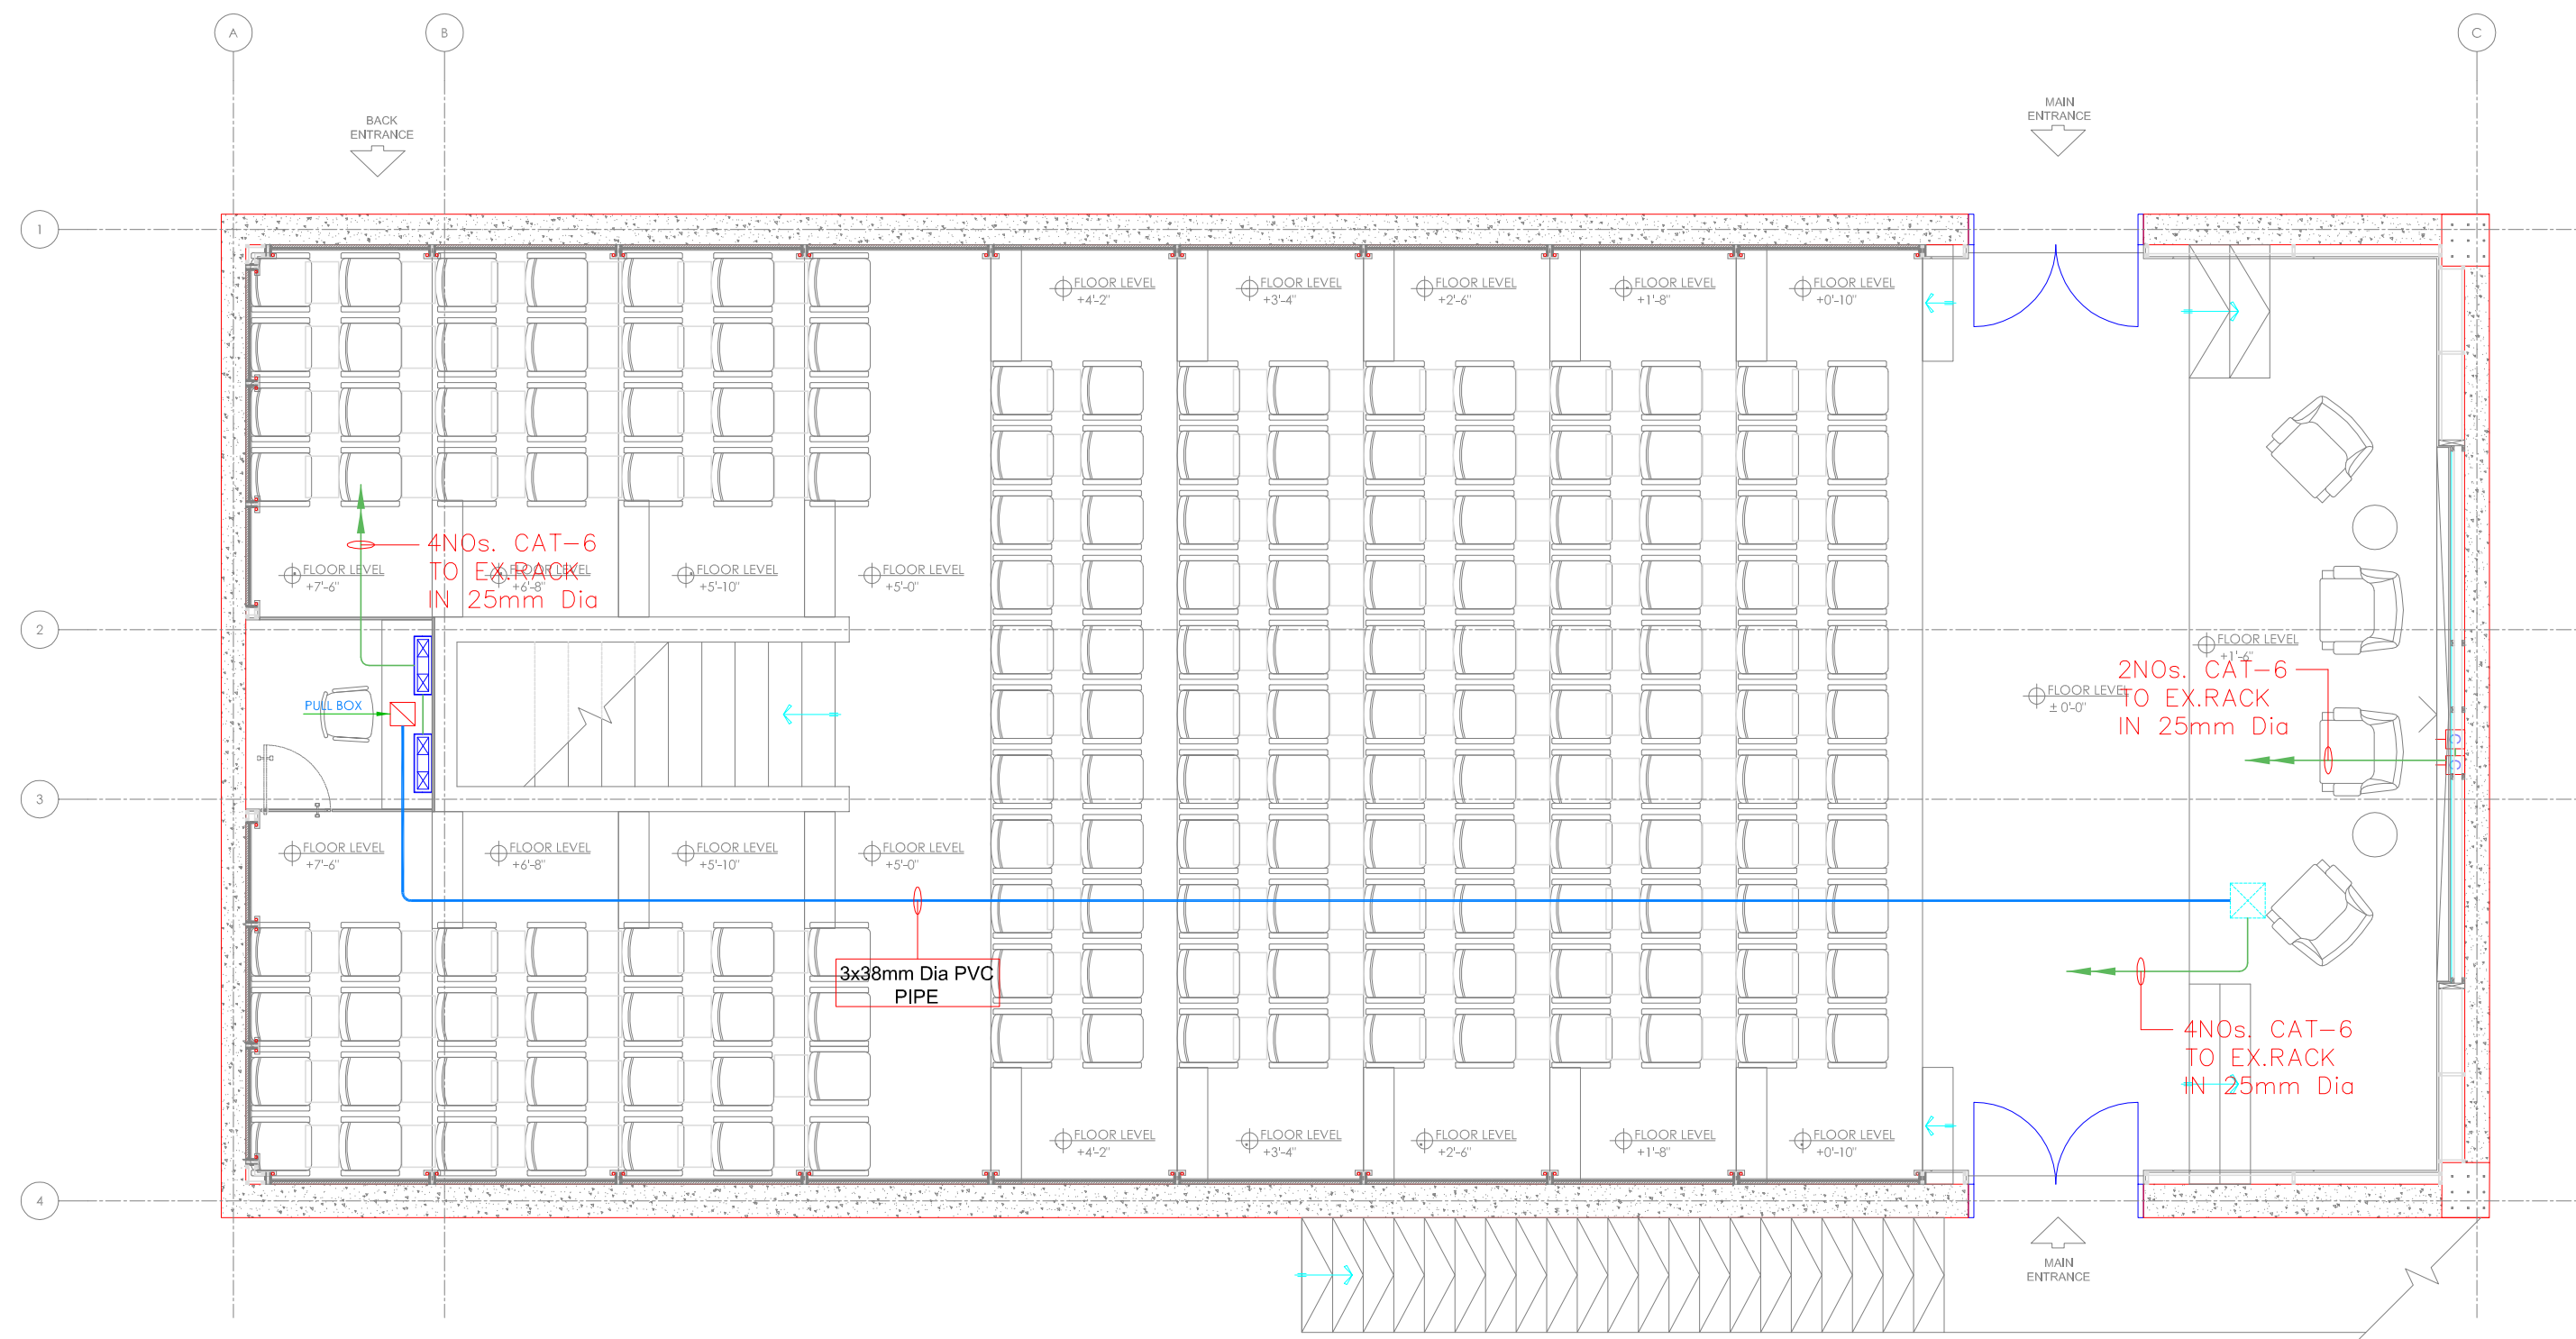 A
B
C
BACK
ENTRANCE
MAIN
ENTRANCE
1
FLOOR LEVEL
+4'-2"
FLOOR LEVEL
+3'-4"
FLOOR LEVEL
+2'-6"
FLOOR LEVEL
+1'-8"
FLOOR LEVEL
+0'-10"
4NOs. CAT-6
TO EX.RACK
IN 25mm Dia
FLOOR LEVEL
+7'-6"
FLOOR LEVEL
+6'-8"
FLOOR LEVEL
+5'-10"
FLOOR LEVEL
+5'-0"
2
FLOOR LEVEL
+1'-6"
2NOs. CAT-6
TO EX.RACK
IN 25mm Dia
FLOOR LEVEL
± 0'-0"
PULL BOX
C
C
3
FLOOR LEVEL
+7'-6"
FLOOR LEVEL
+6'-8"
FLOOR LEVEL
+5'-10"
FLOOR LEVEL
+5'-0"
3x38mm Dia PVC
PIPE
4NOs. CAT-6
TO EX.RACK
IN 25mm Dia
FLOOR LEVEL
+4'-2"
FLOOR LEVEL
+3'-4"
FLOOR LEVEL
+2'-6"
FLOOR LEVEL
+1'-8"
FLOOR LEVEL
+0'-10"
4
MAIN
ENTRANCE